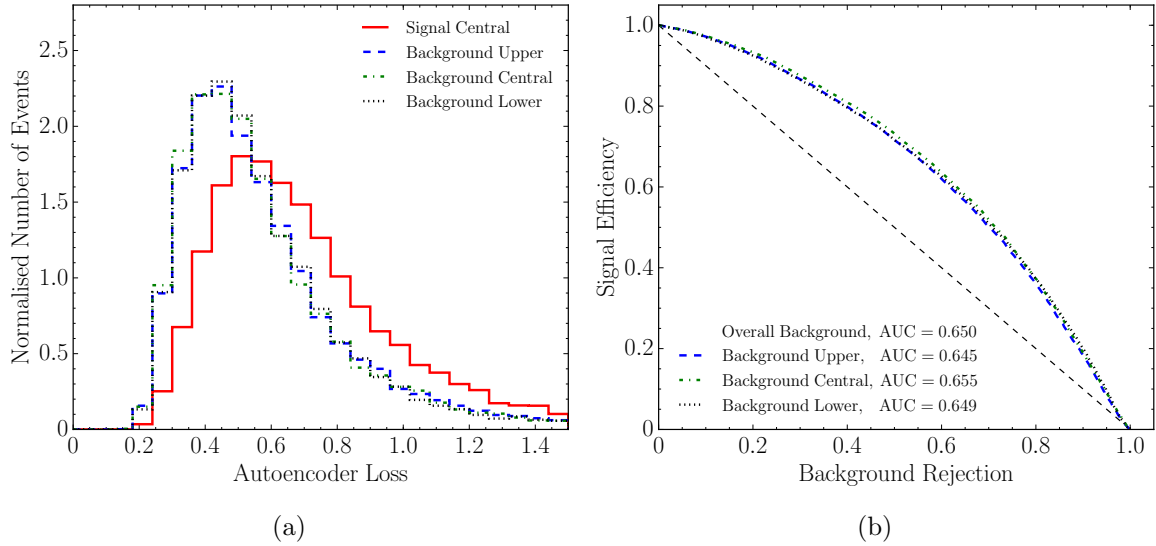 Normalised Number of Events
2.5
2.0
1.5
1.0
0.5
0
0 0.2 0.4 0.6 0.8 1.0 1.2 1.4
Autoencoder Loss
Signal Central
Background Upper
Background Central
Background Lower
(a)
Signal Efficiency
1.0
0.8
0.6
0.4
0.2
0
0 0.2 0.4 0.6 0.8 1.0
Background Rejection
Overall Background, AUC = 0.650
Background Upper, AUC = 0.645
Background Central, AUC = 0.655
Background Lower, AUC = 0.649
(b)